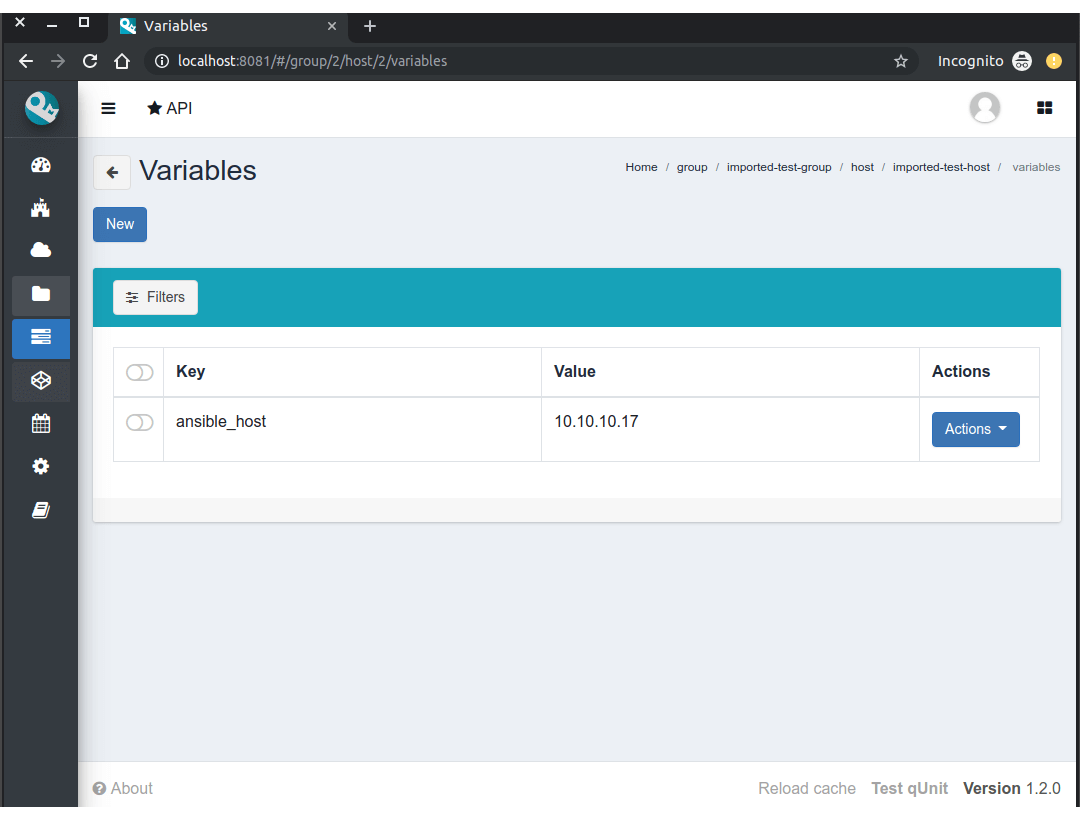 Variables
localhost:8081/#/group/2/host/2/variables
Incognito
API
Variables
Home / group / imported-test-group / host / imported-test-host / variables
New
Filters
Key Value Actions
ansible_host 10.10.10.17 Actions
About
Reload cache Test qUnit Version 1.2.0